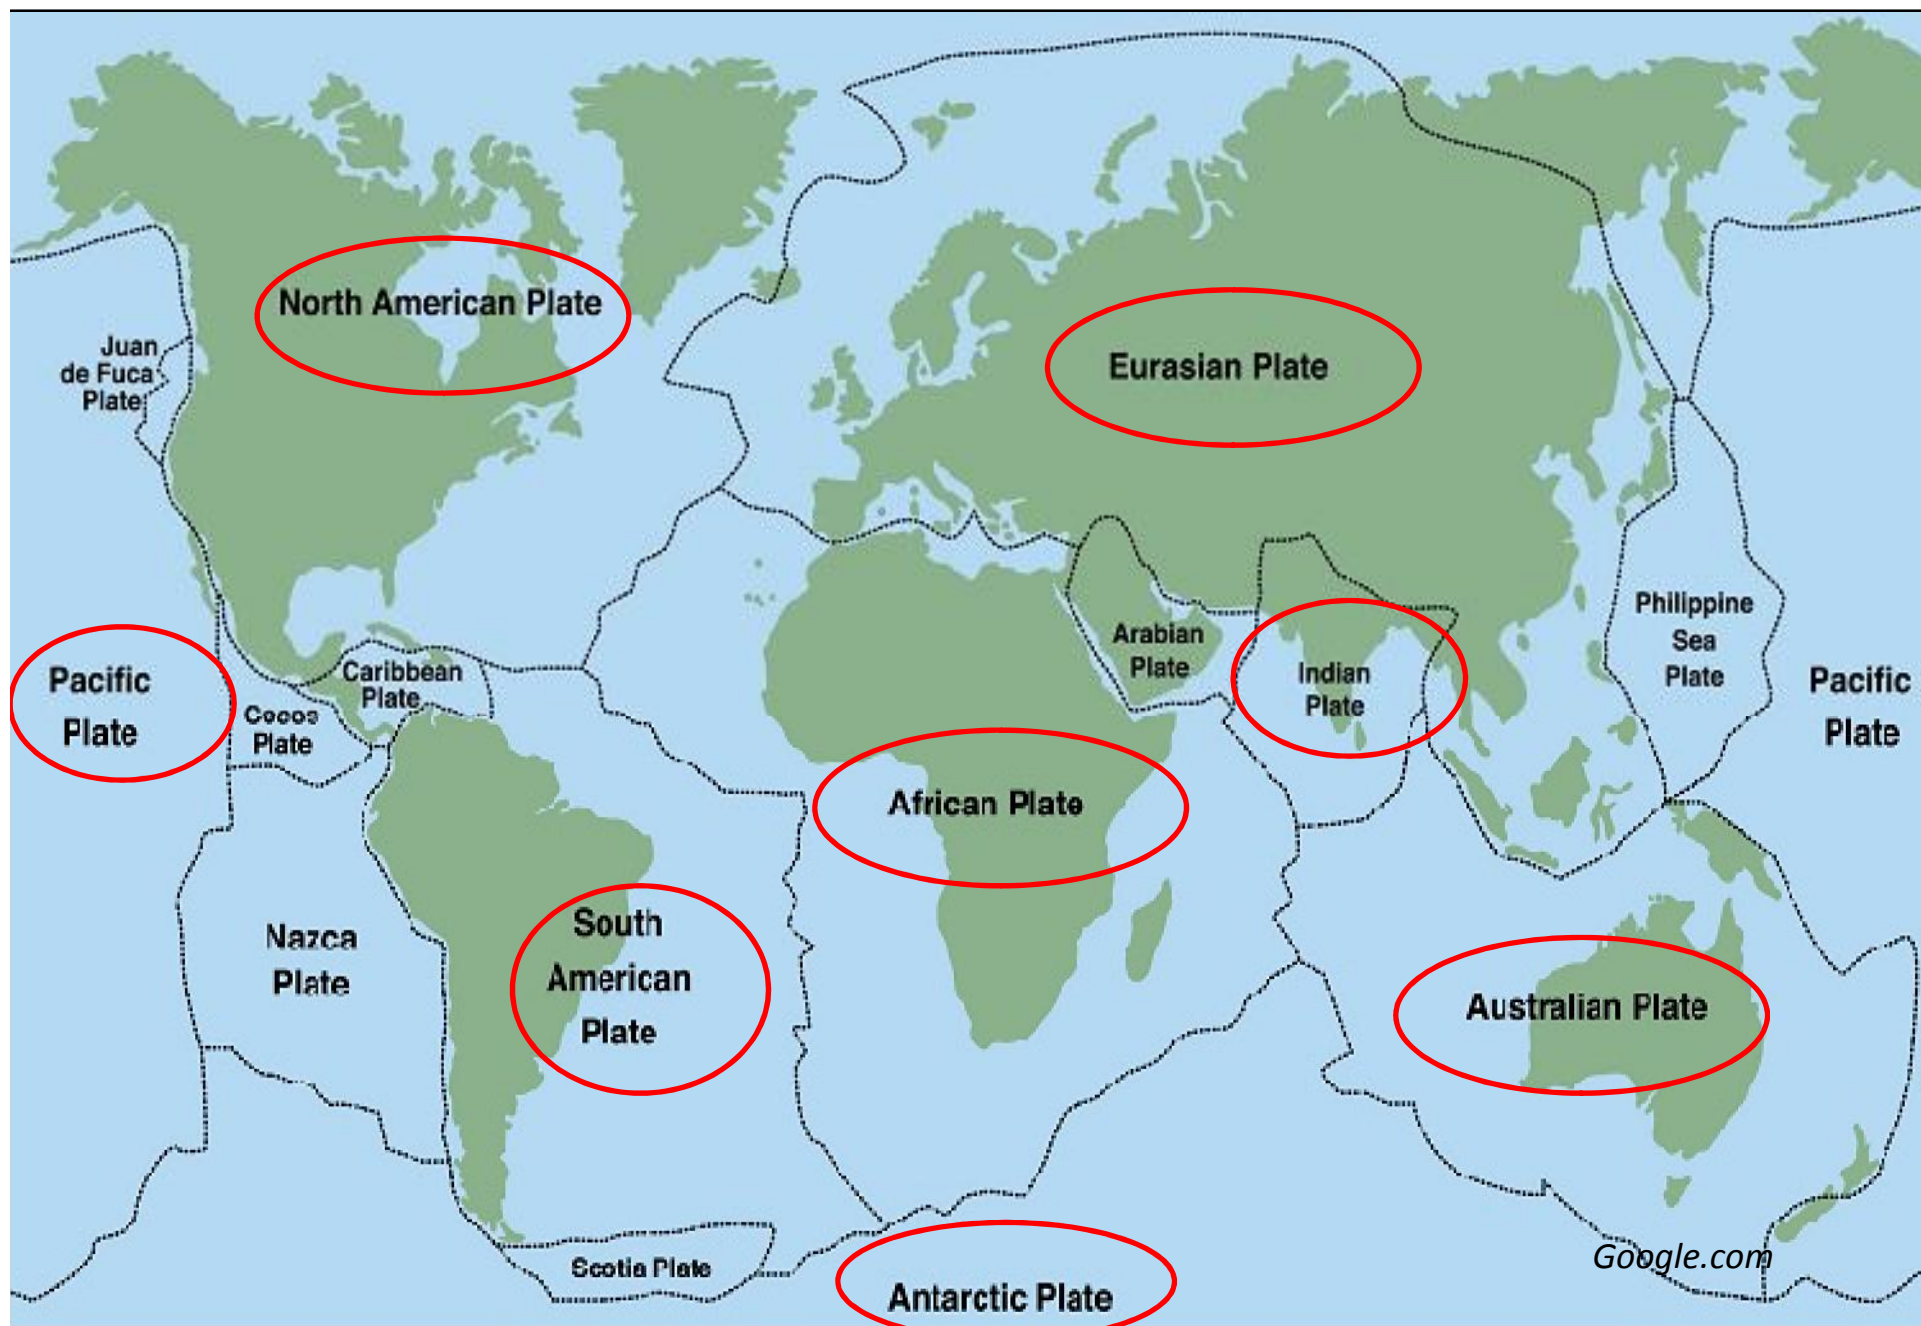 North American Plate
Juan
de Fuca
Plate
Eurasian Plate
Pacific
Plate
Caribbean
Plate
Cocos
Plate
Arabian
Plate
Indian
Plate
Philippine
Sea
Plate
Pacific
Plate
African Plate
Nazca
Plate
South
American
Plate
Australian Plate
Scotia Plate
Antarctic Plate
Google.com